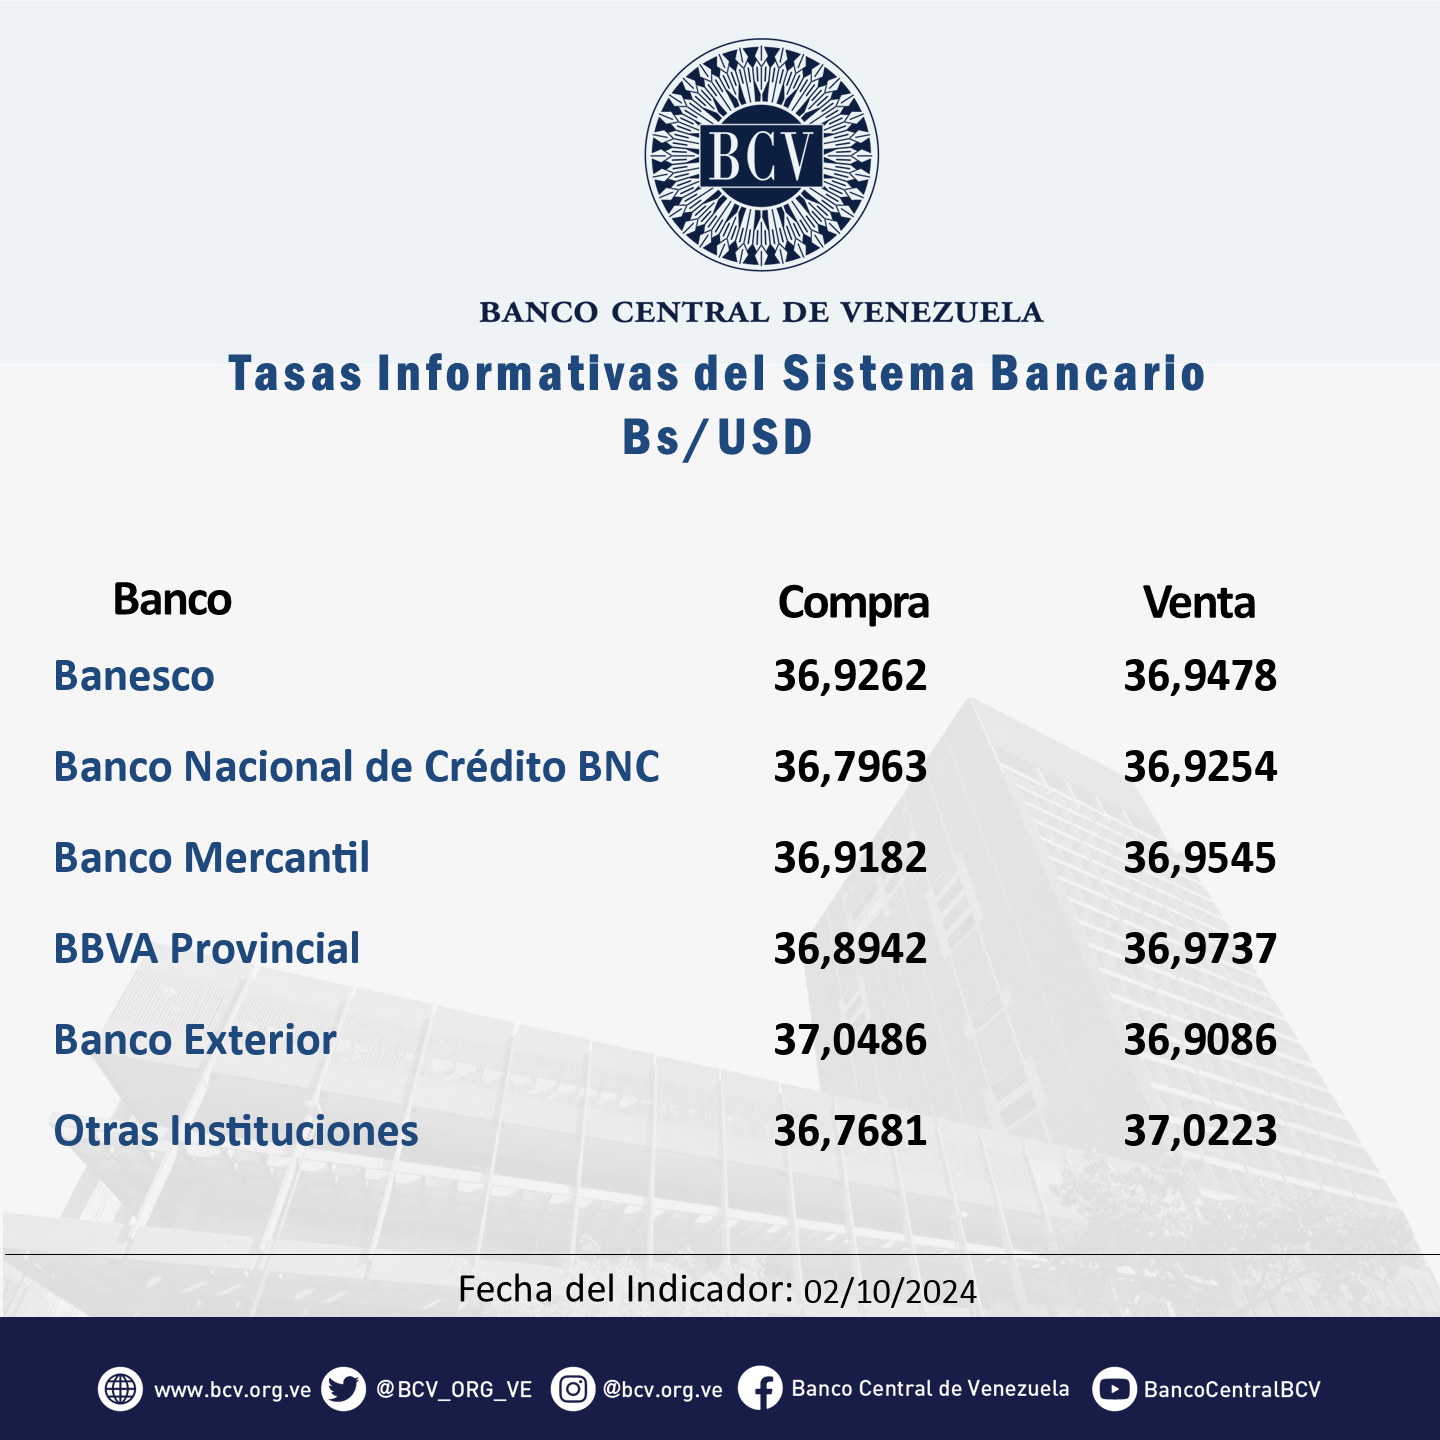 BCV
BANCO CENTRAL DE VENEZUELA
Tasas Informativas del Sistema Bancario
Bs/USD
Banco Compra Venta
Banesco 36,9262 36,9478
Banco Nacional de Crédito BNC 36,7963 36,9254
Banco Mercantil 36,9182 36,9545
BBVA Provincial 36,8942 36,9737
Banco Exterior 37,0486 36,9086
Otras Instituciones 36,7681 37,0223
Fecha del Indicador: 02/10/2024
www.bcv.org.ve @BCV_ORG_VE @bcv.org.ve Banco Central de Venezuela BancoCentralBCV